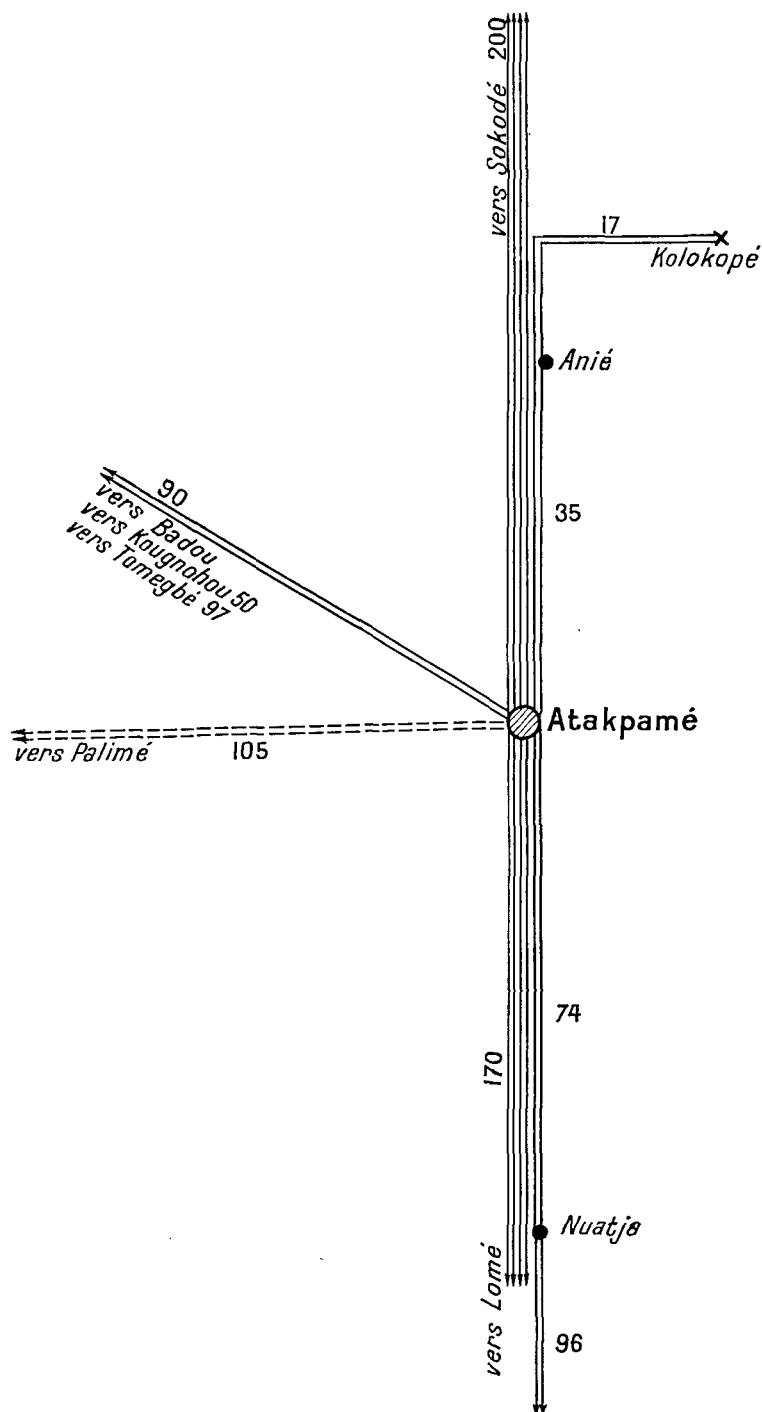 vers Sokodé 200
17
Kolokopé
Anié
90
vers Badou
vers Kougnohou 50
vers Tomegbé 97
35
Atakpamé
vers Palimé
105
74
170
vers Lomé
Nuatje
96